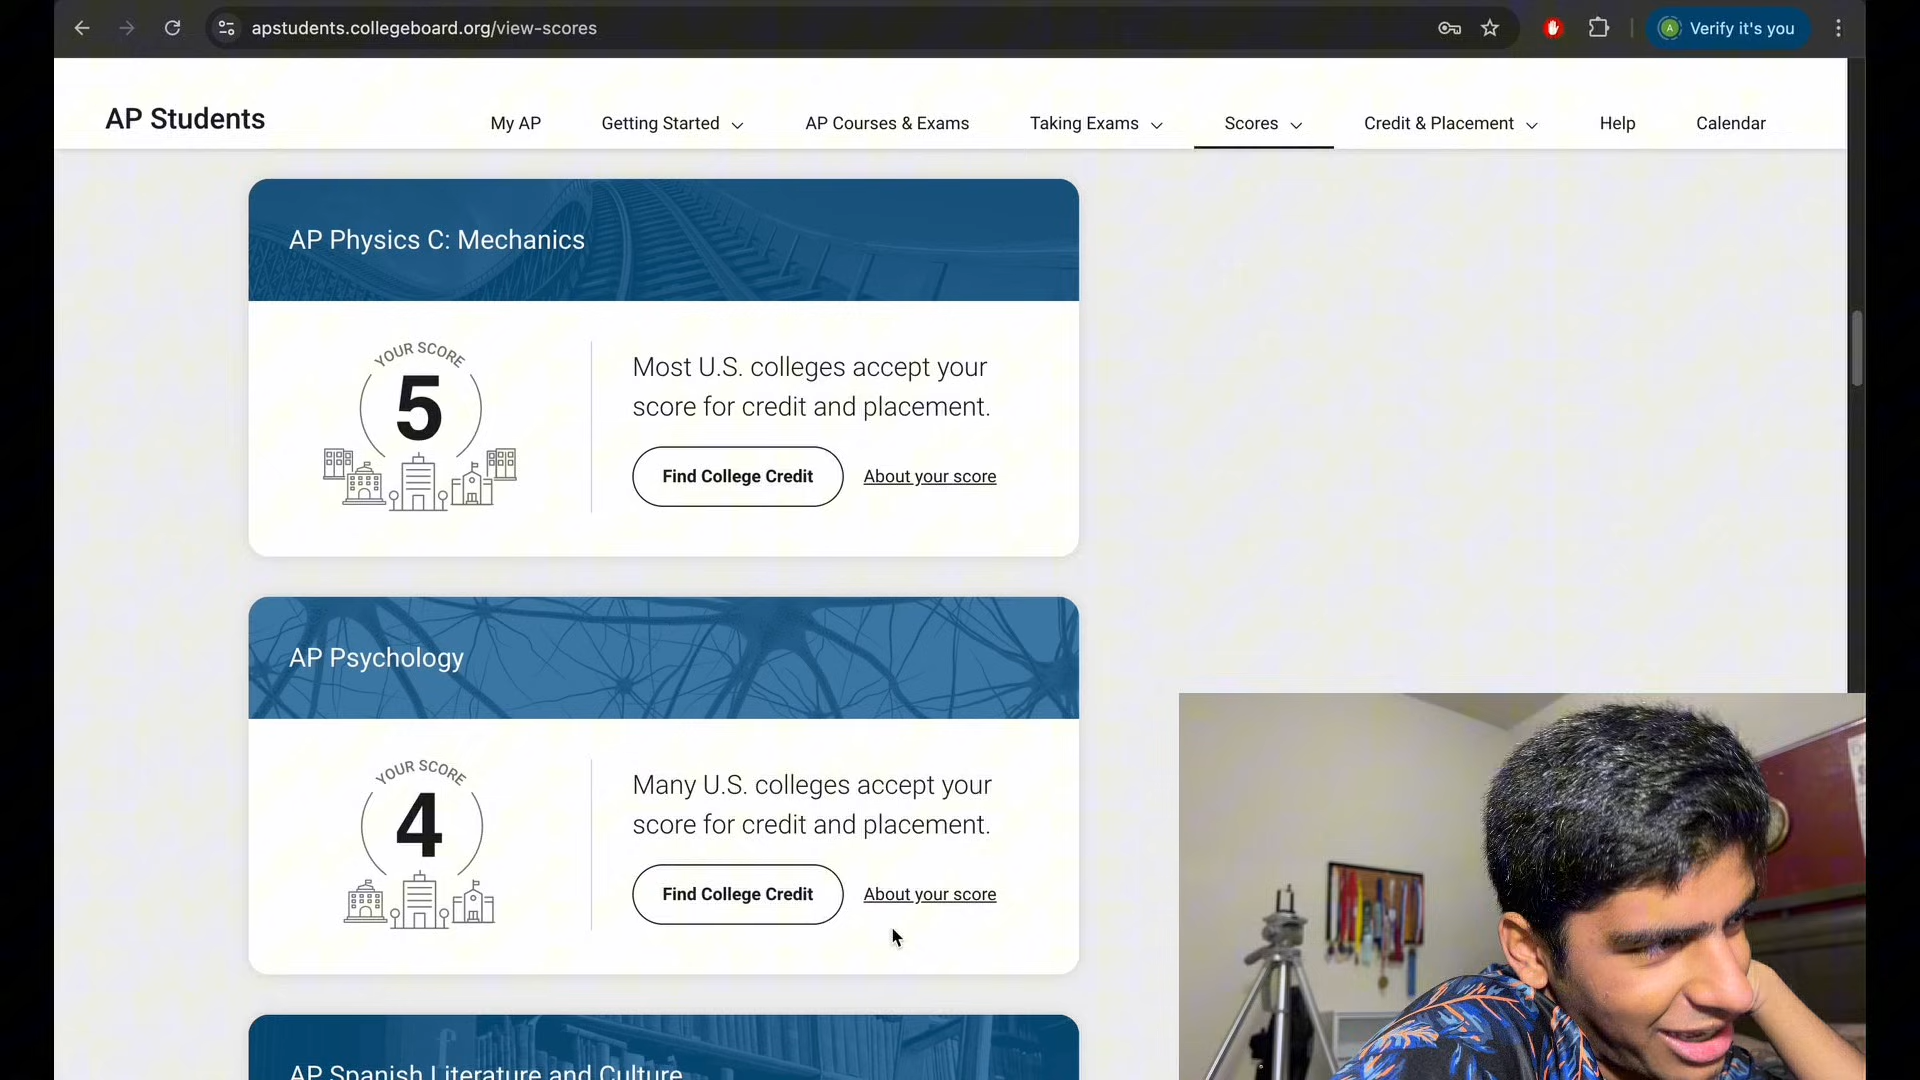 apstudents.collegeboard.org/view-scores
A
Verify it's you
AP Students
My AP
Getting Started
AP Courses & Exams
Taking Exams
Scores
Credit & Placement
Help
Calendar
AP Physics C: Mechanics
YOUR SCORE
5
Most U.S. colleges accept your
score for credit and placement.
Find College Credit
About your score
AP Psychology
YOUR SCORE
4
Many U.S. colleges accept your
score for credit and placement.
Find College Credit
About your score
AP Spanish Literature and Culture